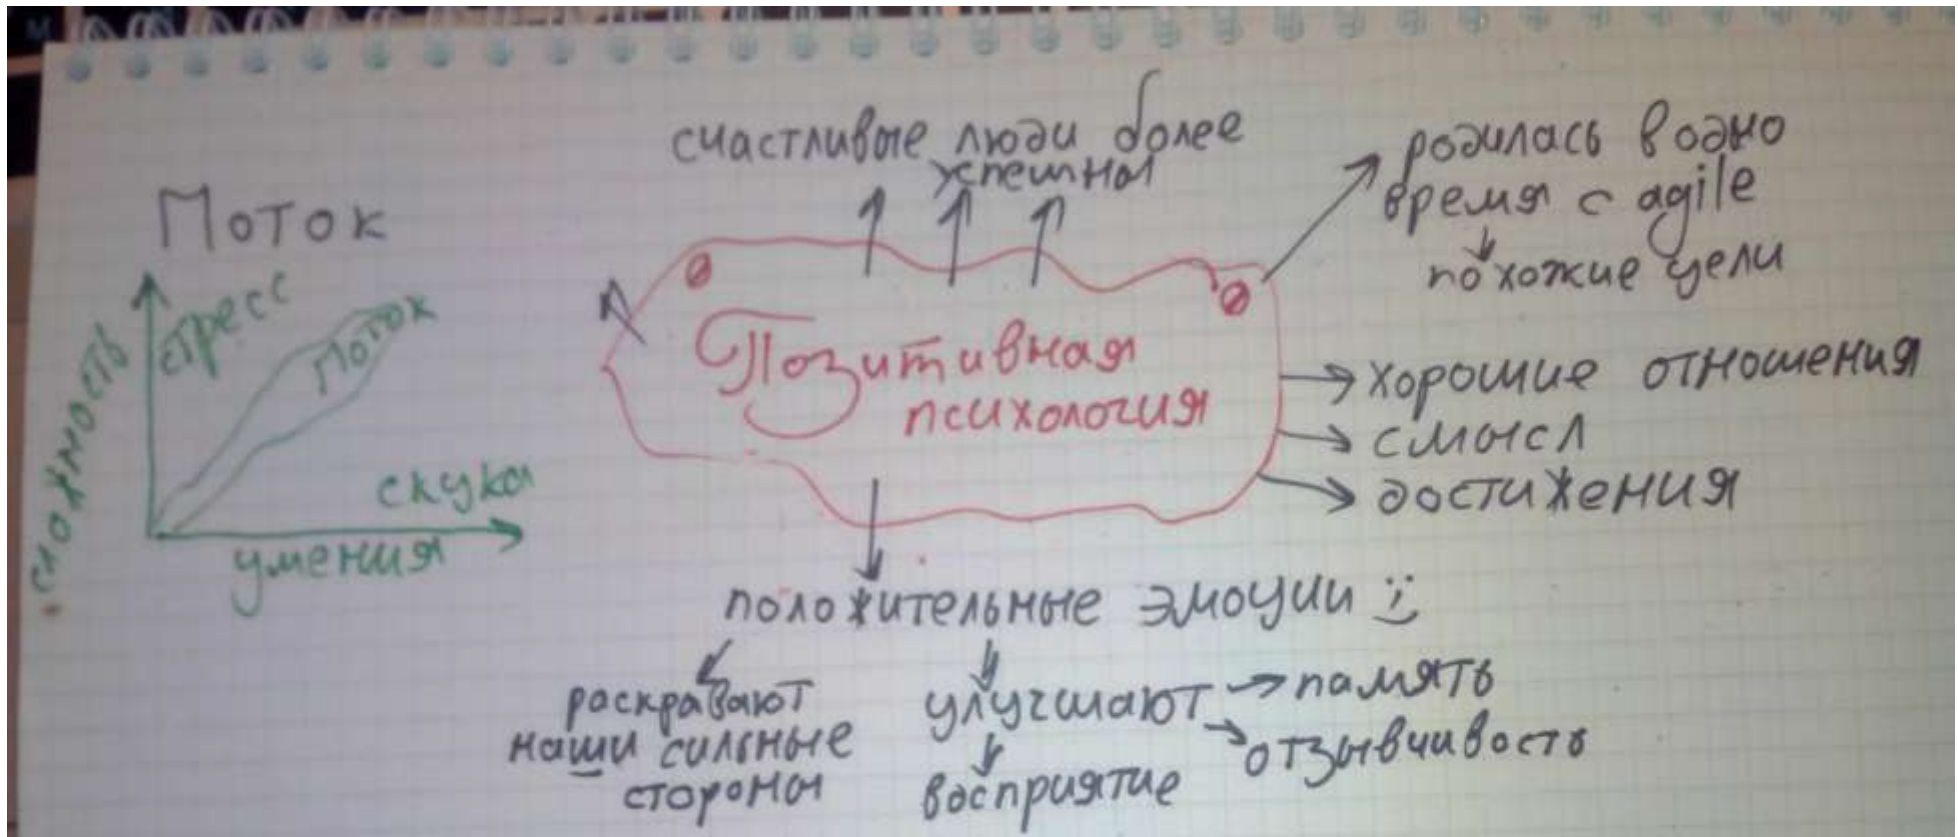 Поток
сложность
стресс
поток
скука
умения
счастливые люди более
успешны
родилась в одно
время с agile
похожие цели
Позитивная
психология
хорошие отношения
смысл
достижения
положительные эмоции
раскрывают
наши сильные
стороны
улучшают
память
отзывчивость
восприятие